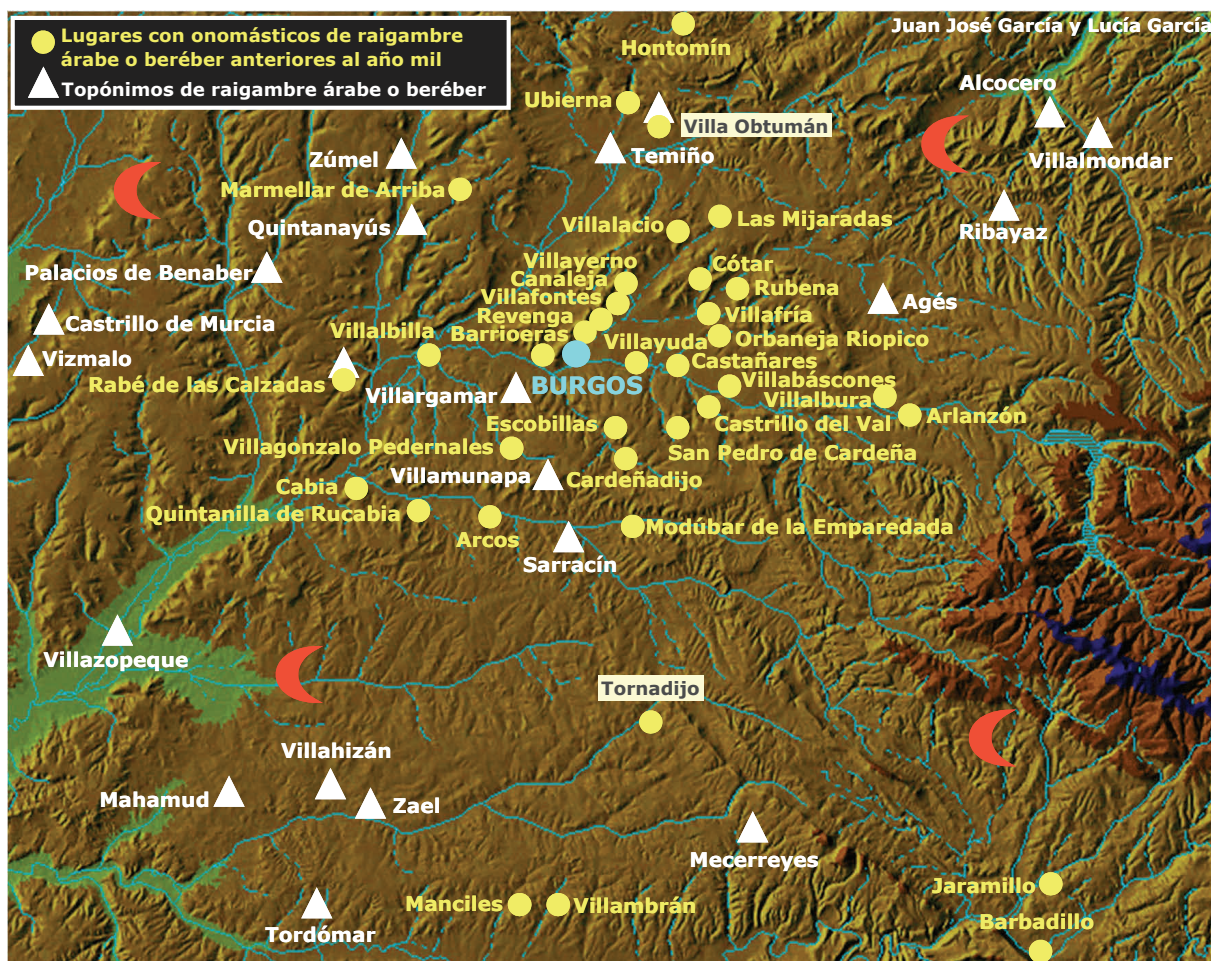 Lugares con onomásticos de raigambre
árabe o beréber anteriores al año mil
Topónimos de raigambre árabe o beréber
Juan José García y Lucía García
Hontomín
Alcocero
Ubierna
Villa Obtumán
Zúmel
Temiño
Villalmondar
Marmellar de Arriba
Quintanayús
Villalacio
Las Mijaradas
Ribayaz
Palacios de Benaber
Villayerno
Canaleja
Cótar
Rubena
Villafontes
Agés
Castrillo de Murcia
Revenga
Villafría
Villalbilla
Barrioeras
Villayuda
Orbaneja Riopico
Vizmalo
Castañares
Rabé de las Calzadas
BURGOS
Villabáscones
Villargamar
Villalbura
Arlanzón
Escobillas
Castrillo del Val
Villagonzalo Pedernales
San Pedro de Cardeña
Villamunapa
Cardeñadijo
Cabia
Quintanilla de Rucabia
Arcos
Modúbar de la Emparedada
Sarracín
Villazopeque
Tornadijo
Villahizán
Mahamud
Zael
Mecerreyes
Jaramillo
Manciles
Villambrán
Barbadillo
Tordómar